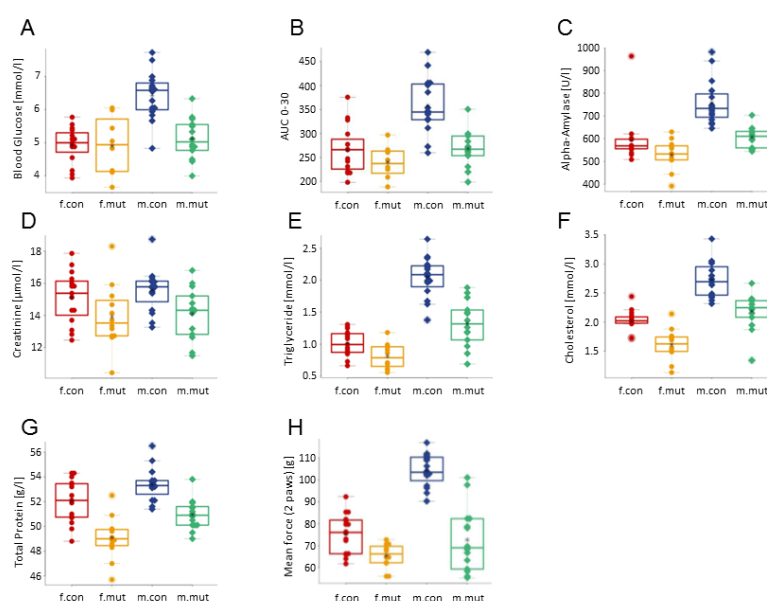 A
Blood Glucose [mmol/l]
7
6
5
4
f.con f.mut m.con m.mut
B
AUC 0-30
450
400
350
300
250
200
f.con f.mut m.con m.mut
C
Alpha-Amylase [U/l]
1000
900
800
700
600
500
400
f.con f.mut m.con m.mut
D
Creatinine [µmol/l]
18
16
14
12
f.con f.mut m.con m.mut
E
Triglyceride [mmol/l]
2.5
2.0
1.5
1.0
0.5
f.con f.mut m.con m.mut
F
Cholesterol [mmol/l]
3.5
3.0
2.5
2.0
1.5
f.con f.mut m.con m.mut
G
Total Protein [g/l]
56
54
52
50
48
46
f.con f.mut m.con m.mut
H
Mean force (2 paws) [g]
110
100
90
80
70
60
f.con f.mut m.con m.mut